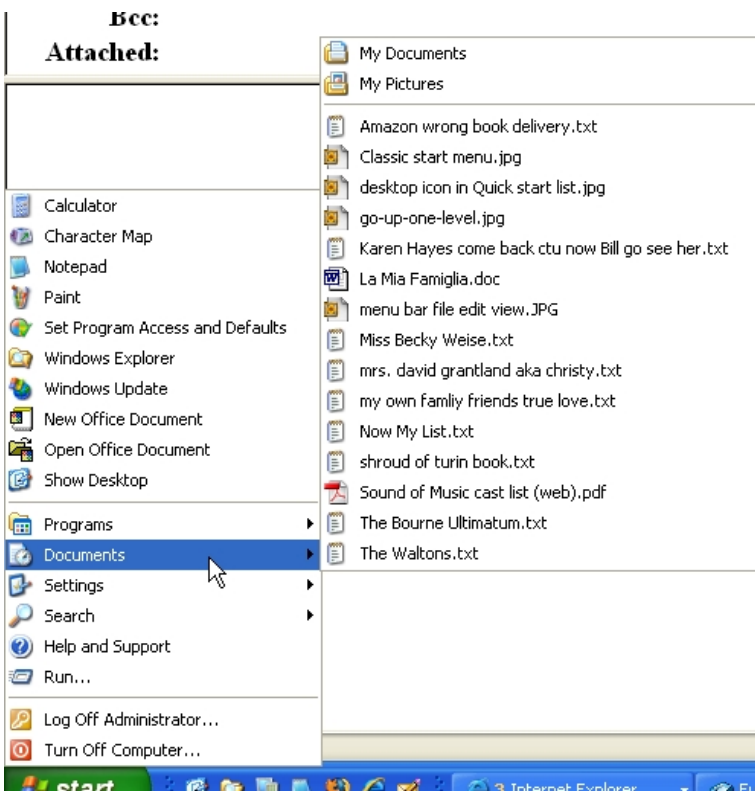 Bcc:
Attached:
My Documents
My Pictures
Amazon wrong book delivery.txt
Classic start menu.jpg
desktop icon in Quick start list.jpg
go-up-one-level.jpg
Karen Hayes come back ctu now Bill go see her.txt
La Mia Famiglia.doc
menu bar file edit view.JPG
Miss Becky Weise.txt
mrs. david grantland aka christy.txt
my own famliy friends true love.txt
Now My List.txt
shroud of turin book.txt
Sound of Music cast list (web).pdf
The Bourne Ultimatum.txt
The Waltons.txt
Calculator
Character Map
Notepad
Paint
Set Program Access and Defaults
Windows Explorer
Windows Update
New Office Document
Open Office Document
Show Desktop
Programs
Documents
Settings
Search
Help and Support
Run...
Log Off Administrator...
Turn Off Computer...
start
3 Internet Explorer